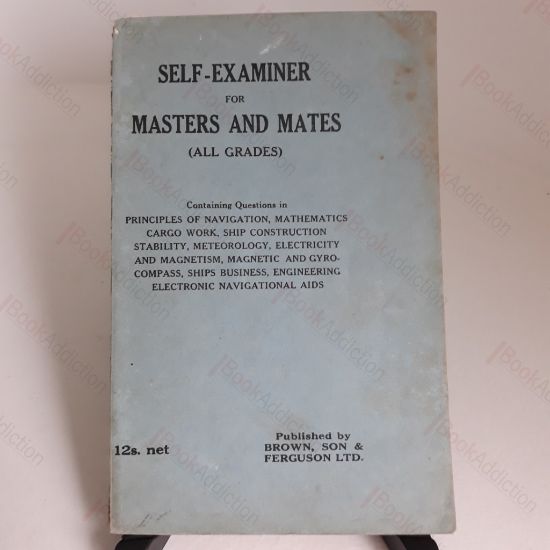 SELF-EXAMINER
FOR
MASTERS AND MATES
(ALL GRADES)
Containing Questions in
PRINCIPLES OF NAVIGATION, MATHEMATICS
CARGO WORK, SHIP CONSTRUCTION
STABILITY, METEOROLOGY, ELECTRICITY
AND MAGNETISM, MAGNETIC AND GYRO-
COMPASS, SHIPS BUSINESS, ENGINEERING
ELECTRONIC NAVIGATIONAL AIDS
12s. net
Published by
BROWN, SON &
FERGUSON LTD.
BookAddiction